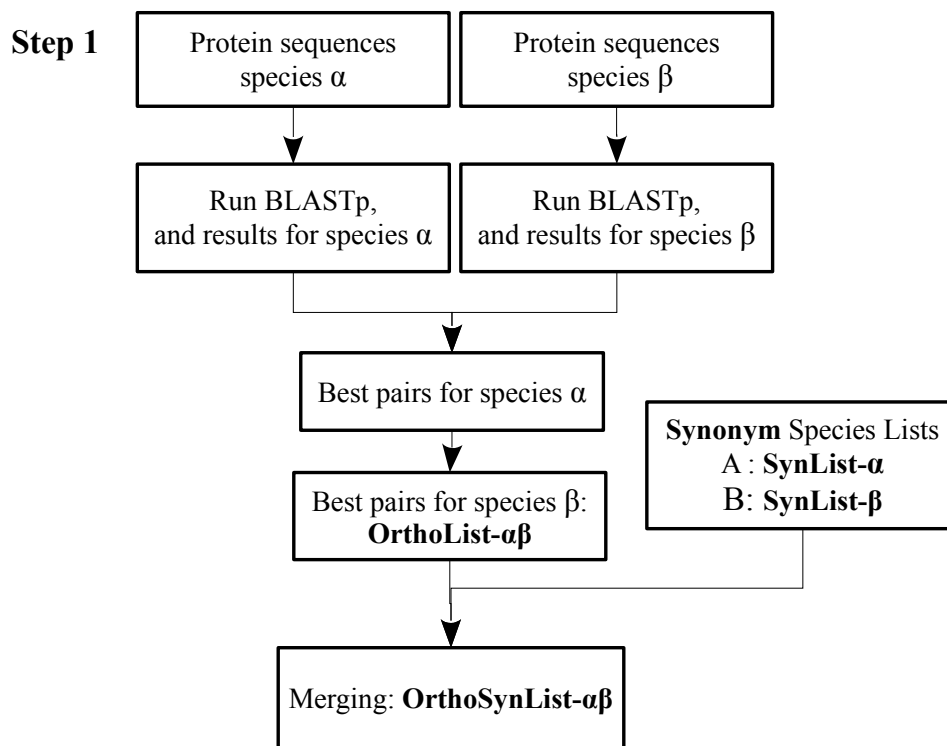 Step 1
Protein sequences
species α
Protein sequences
species β
Run BLASTp,
and results for species α
Run BLASTp,
and results for species β
Best pairs for species α
Synonym Species Lists
A : SynList-α
B: SynList-β
Best pairs for species β:
OrthoList-αβ
Merging: OrthoSynList-αβ